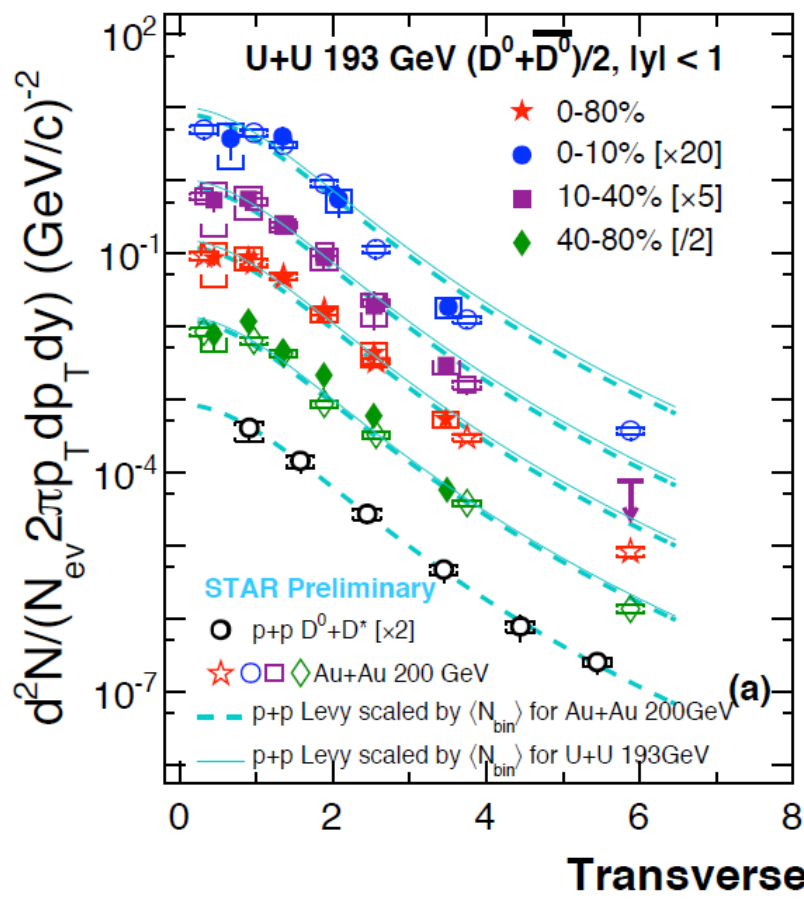 U+U 193 GeV (D⁰+D̅⁰)/2, |y| < 1
0-80%
0-10% [×20]
10-40% [×5]
40-80% [/2]
d²N/(N_ev 2πp_T dp_T dy) (GeV/c)⁻²
10²
10⁻¹
10⁻⁴
10⁻⁷
STAR Preliminary
p+p D⁰+D* [×2]
Au+Au 200 GeV
(a)
p+p Levy scaled by ⟨N_bin⟩ for Au+Au 200GeV
p+p Levy scaled by ⟨N_bin⟩ for U+U 193GeV
0 2 4 6 8
Transverse